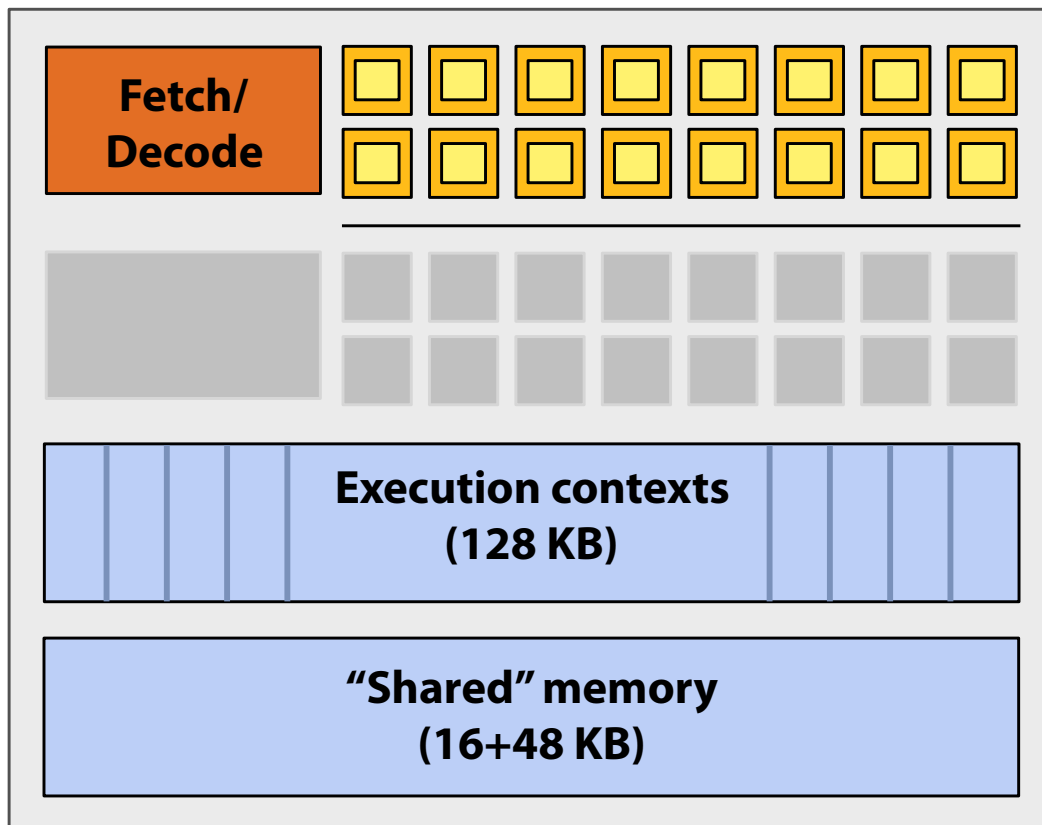 Fetch/
Decode
Execution contexts
(128 KB)
“Shared” memory
(16+48 KB)